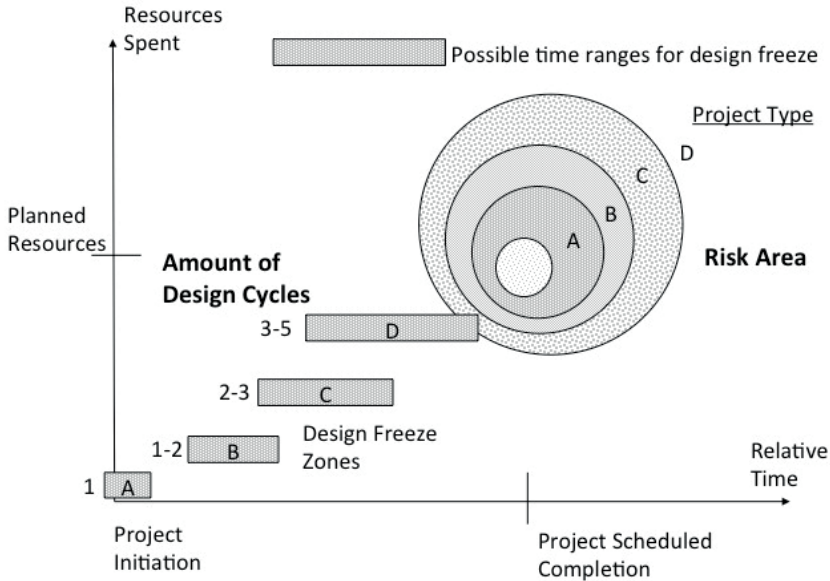 Resources
Spent
Possible time ranges for design freeze
Project Type
D
C
B
A
Planned
Resources
Risk Area
Amount of
Design Cycles
3-5
D
2-3
C
1-2
B
Design Freeze
Zones
1
A
Relative
Time
Project
Initiation
Project Scheduled
Completion